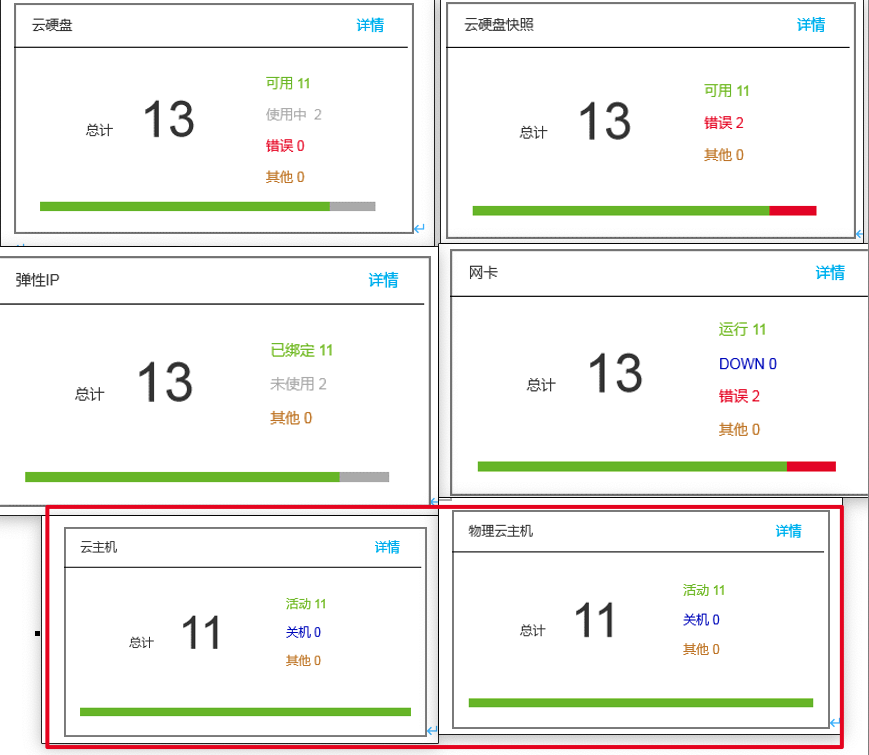 云硬盘 详情
总计 13
可用 11
使用中 2
错误 0
其他 0
云硬盘快照 详情
总计 13
可用 11
错误 2
其他 0
弹性IP 详情
总计 13
已绑定 11
未使用 2
其他 0
网卡 详情
总计 13
运行 11
DOWN 0
错误 2
其他 0
云主机 详情
总计 11
活动 11
关机 0
其他 0
物理云主机 详情
总计 11
活动 11
关机 0
其他 0